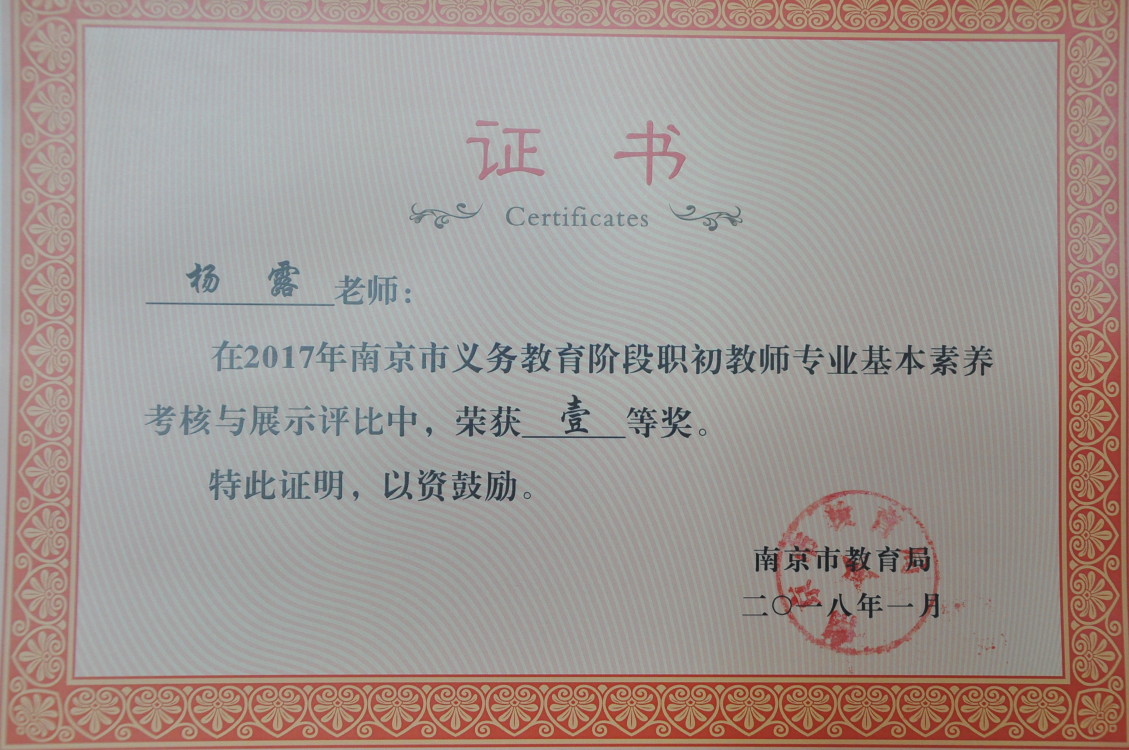 证 书
Certificates
杨 露 老师：
在2017年南京市义务教育阶段职初教师专业基本素养
考核与展示评比中，荣获 壹 等奖。
特此证明，以资鼓励。
南京市教育局
二〇一八年一月